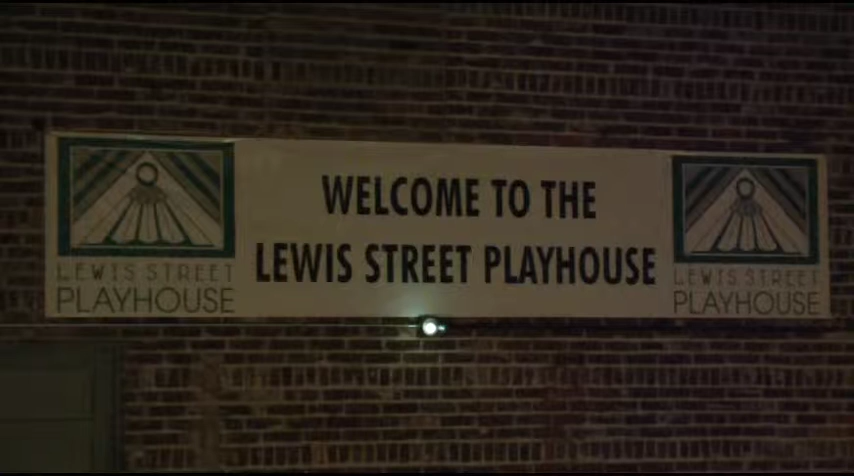 WELCOME TO THE
LEWIS STREET PLAYHOUSE
LEWIS STREET
PLAYHOUSE
LEWIS STREET
PLAYHOUSE